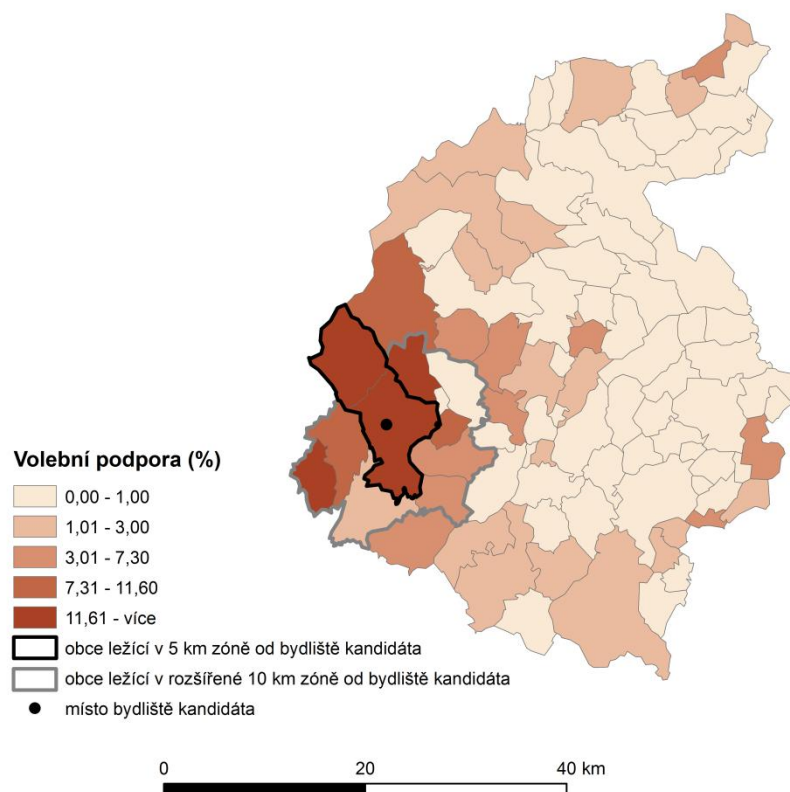 Volební podpora (%)
0,00 - 1,00
1,01 - 3,00
3,01 - 7,30
7,31 - 11,60
11,61 - více
obce ležící v 5 km zóně od bydliště kandidáta
obce ležící v rozšířené 10 km zóně od bydliště kandidáta
místo bydliště kandidáta
0 20 40 km